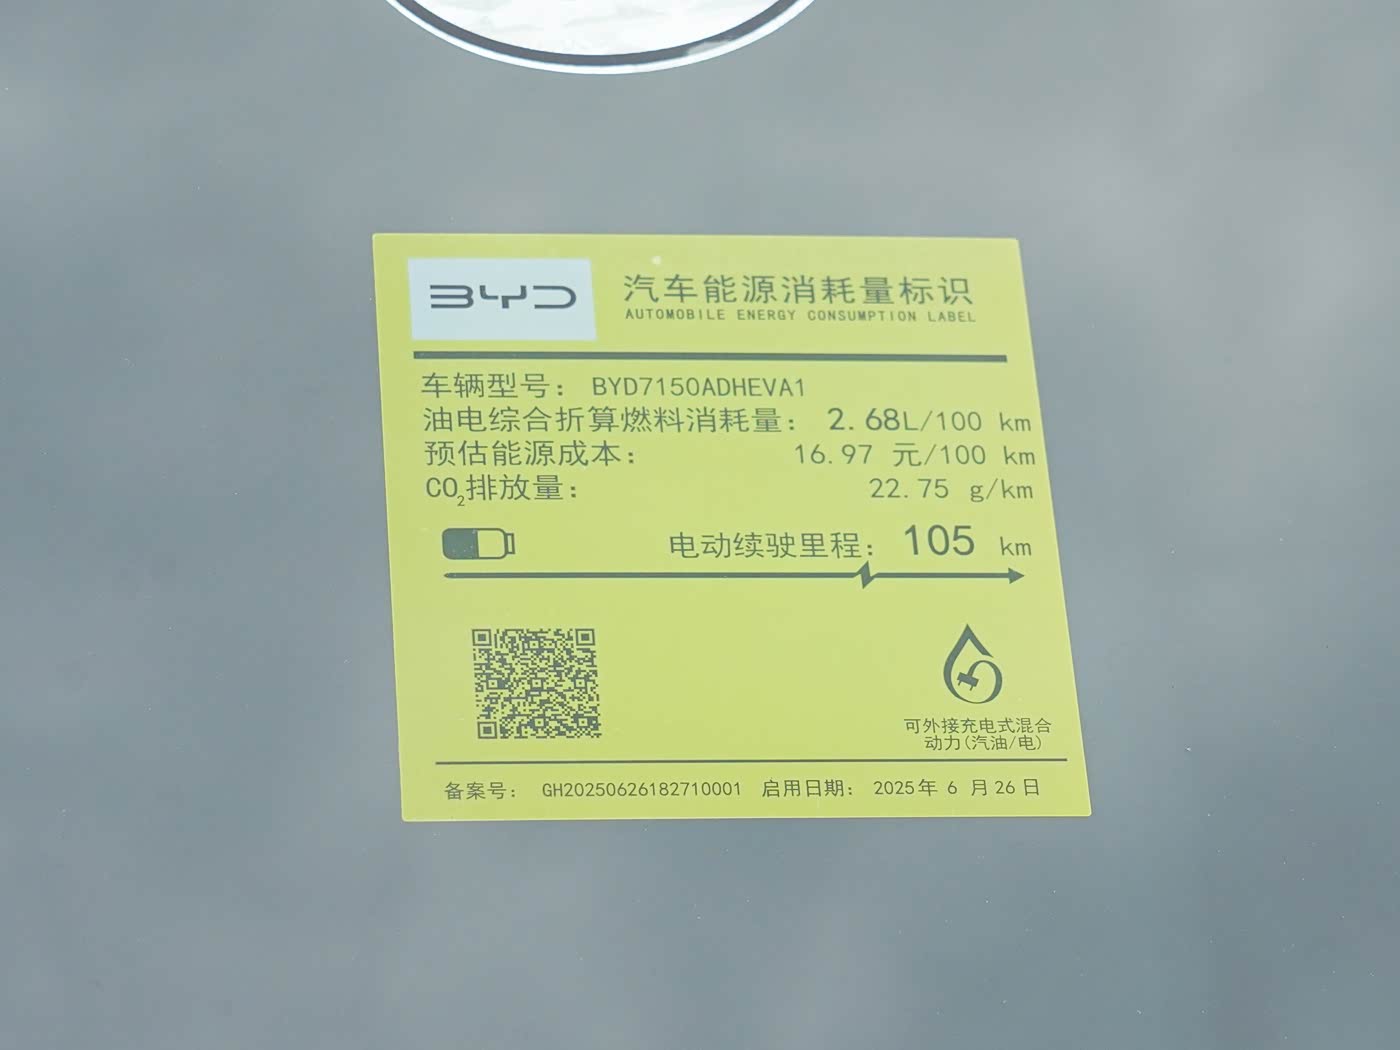 BYD
汽车能源消耗量标识
AUTOMOBILE ENERGY CONSUMPTION LABEL
车辆型号： BYD7150ADHEVA1
油电综合折算燃料消耗量： 2.68L/100 km
预估能源成本： 16.97 元/100 km
CO₂排放量： 22.75 g/km
电动续驶里程： 105 km
可外接充电式混合
动力(汽油/电)
备案号： GH20250626182710001 启用日期： 2025年 6 月 26 日